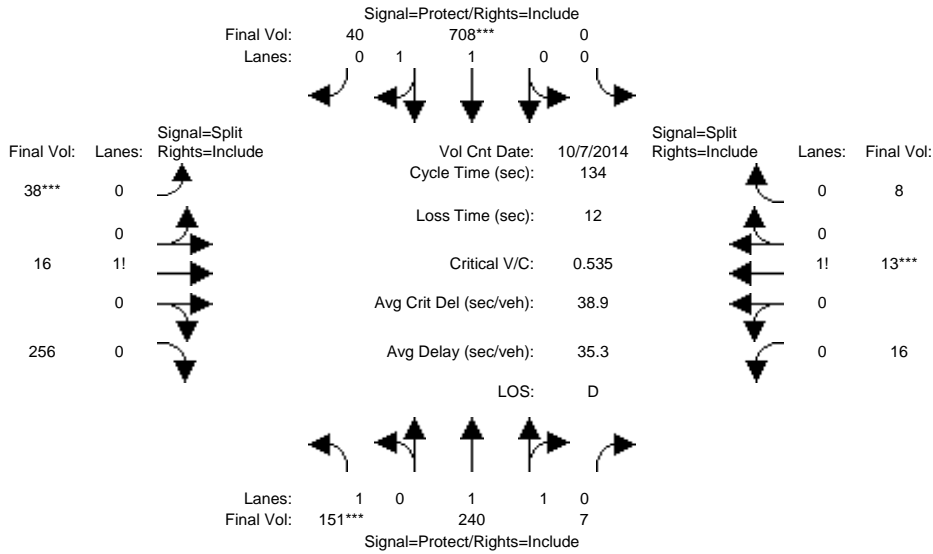 Signal=Protect/Rights=Include
Final Vol: 40 708*** 0
Lanes: 0 1 1 0 0
Signal=Split Signal=Split
Final Vol: Lanes: Rights=Include Vol Cnt Date: 10/7/2014 Rights=Include Lanes: Final Vol:
Cycle Time (sec): 134
38*** 0 0 8
Loss Time (sec): 12
0 0
16 1! Critical V/C: 0.535 1! 13***
0 Avg Crit Del (sec/veh): 38.9 0
256 0 Avg Delay (sec/veh): 35.3 0 16
LOS: D
Lanes: 1 0 1 1 0
Final Vol: 151*** 240 7
Signal=Protect/Rights=Include